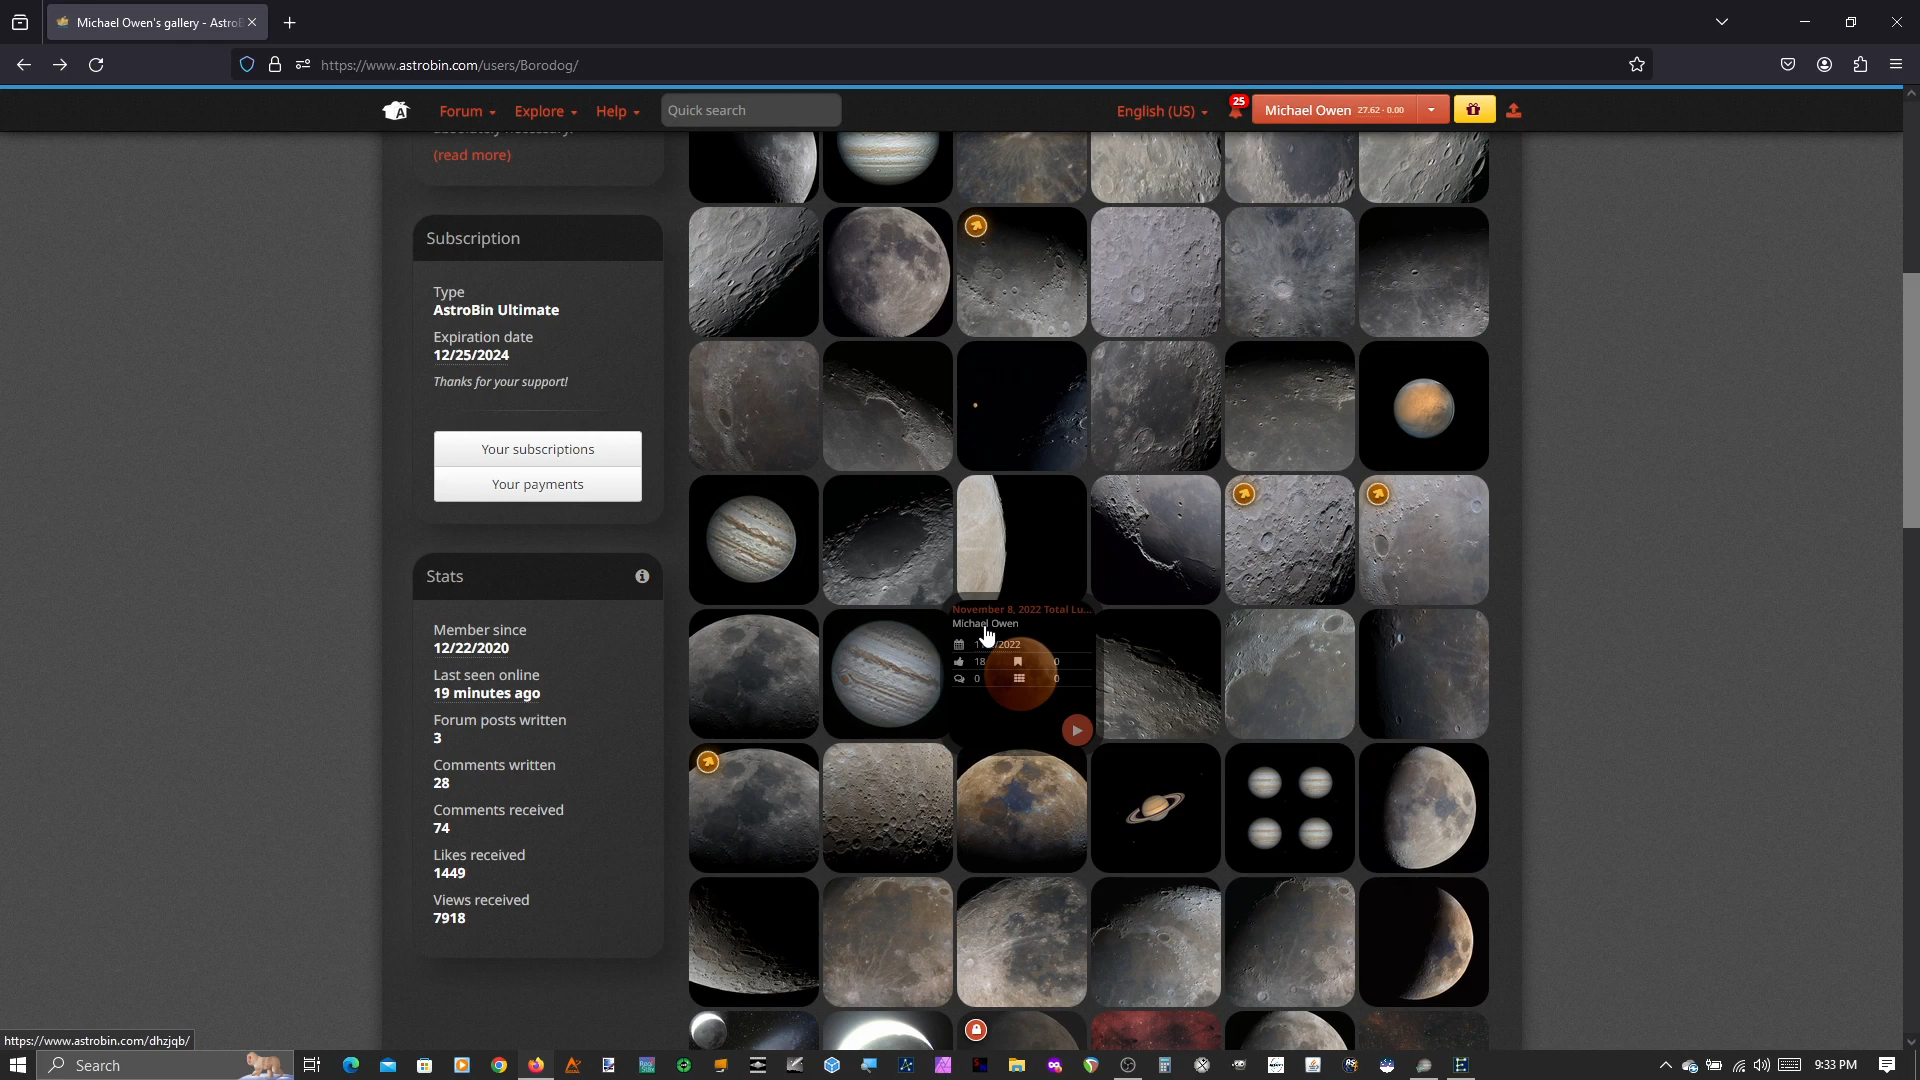 Michael Owen's gallery - Astro
https://www.astrobin.com/users/Borodog/
Forum
Explore
Help
Quick search
English (US)
25
Michael Owen 27.62 - 0.00
(read more)
Subscription
Type
AstroBin Ultimate
Expiration date
12/25/2024
Thanks for your support!
Your subscriptions
Your payments
Stats
Member since
12/22/2020
Last seen online
19 minutes ago
Forum posts written
3
Comments written
28
Comments received
74
Likes received
1449
Views received
7918
November 8, 2022 Total Lu...
Michael Owen
18 0
0 0
https://www.astrobin.com/dhzjqb/
Search
9:33 PM